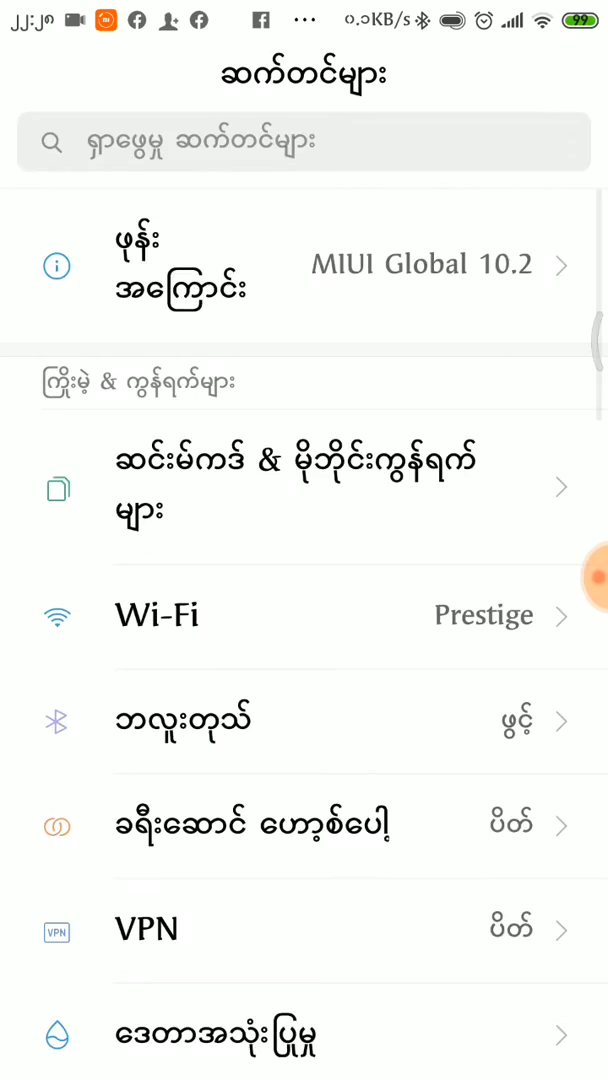 ၂၂:၂၈ ... ၀.၁KB/s 99
ဆက်တင်များ
ရှာဖွေမှု ဆက်တင်များ
ဖုန်း
အကြောင်း
MIUI Global 10.2
ကြိုးမဲ့ & ကွန်ရက်များ
ဆင်းမ်ကဒ် & မိုဘိုင်းကွန်ရက်
များ
Wi-Fi Prestige
ဘလူးတုသ် ဖွင့်
ခရီးဆောင် ဟော့စ်ပေါ့ ပိတ်
VPN VPN ပိတ်
ဒေတာအသုံးပြုမှု